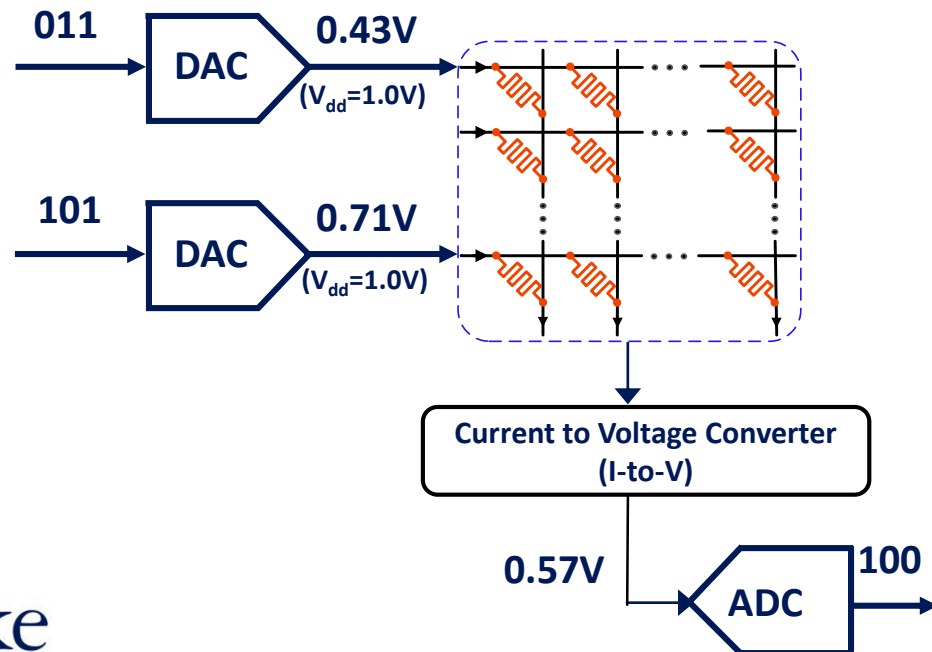 011
DAC
0.43V
(Vdd=1.0V)
101
DAC
0.71V
(Vdd=1.0V)
Current to Voltage Converter
(I-to-V)
0.57V
ADC
100